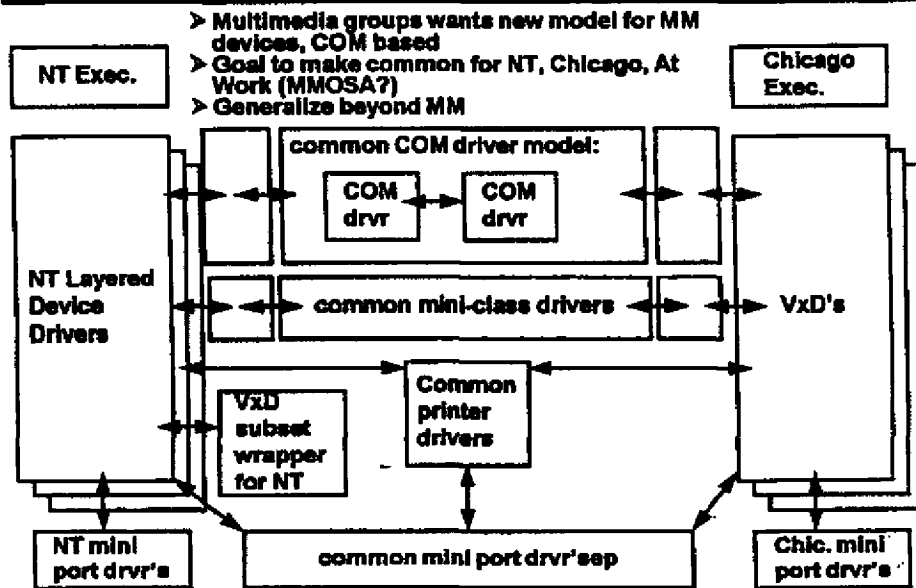 ➢ Multimedia groups wants new model for MM
devices, COM based
➢ Goal to make common for NT, Chicago, At
Work (MMOSA?)
➢ Generalize beyond MM
NT Exec.
Chicago
Exec.
common COM driver model:
COM
drvr
COM
drvr
NT Layered
Device
Drivers
common mini-class drivers
VxD's
VxD
subset
wrapper
for NT
Common
printer
drivers
NT mini
port drvr's
common mini port drvr'sep
Chic. mini
port drvr's